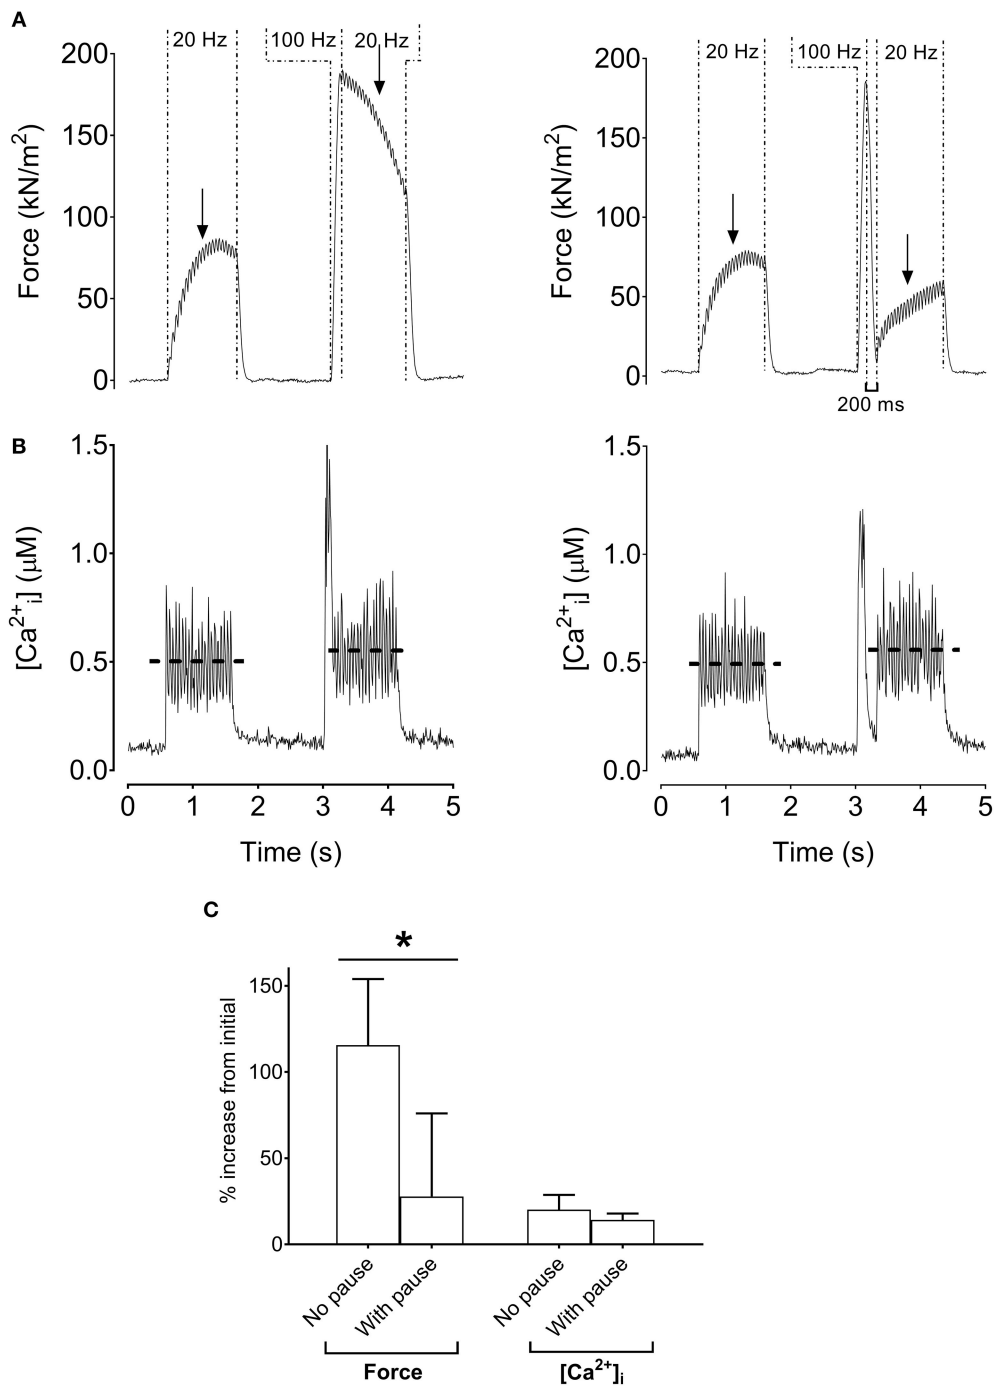 A
20 Hz
100 Hz
20 Hz
20 Hz
100 Hz
20 Hz
Force (kN/m²)
200
150
100
50
0
Force (kN/m²)
200
150
100
50
0
200 ms
B
[Ca²⁺ᵢ] (μM)
1.5
1.0
0.5
0.0
0 1 2 3 4 5
Time (s)
[Ca²⁺ᵢ] (μM)
1.5
1.0
0.5
0.0
0 1 2 3 4 5
Time (s)
C
*
% increase from initial
150
100
50
0
No pause
With pause
No pause
With pause
Force
[Ca²⁺]ᵢ